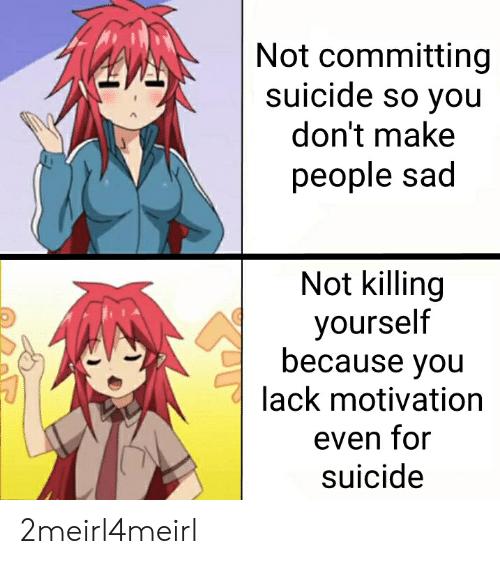 Not committing
suicide so you
don't make
people sad
Not killing
yourself
because you
lack motivation
even for
suicide
2meirl4meirl